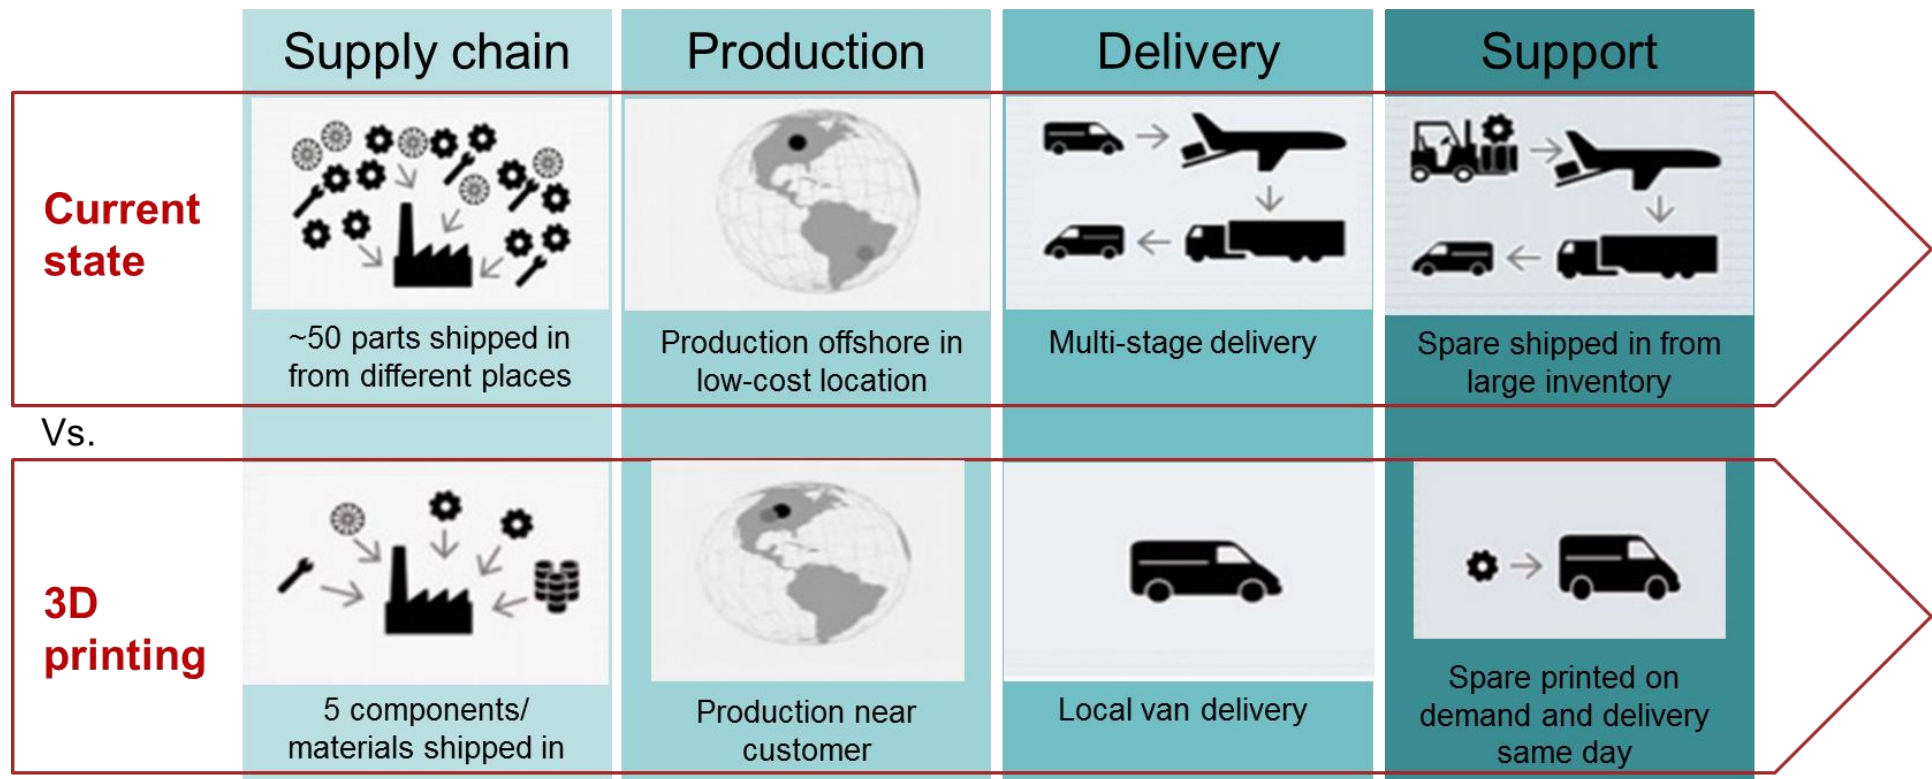 Supply chain
Production
Delivery
Support
Current
state
~50 parts shipped in
from different places
Production offshore in
low-cost location
Multi-stage delivery
Spare shipped in from
large inventory
Vs.
3D
printing
5 components/
materials shipped in
Production near
customer
Local van delivery
Spare printed on
demand and delivery
same day